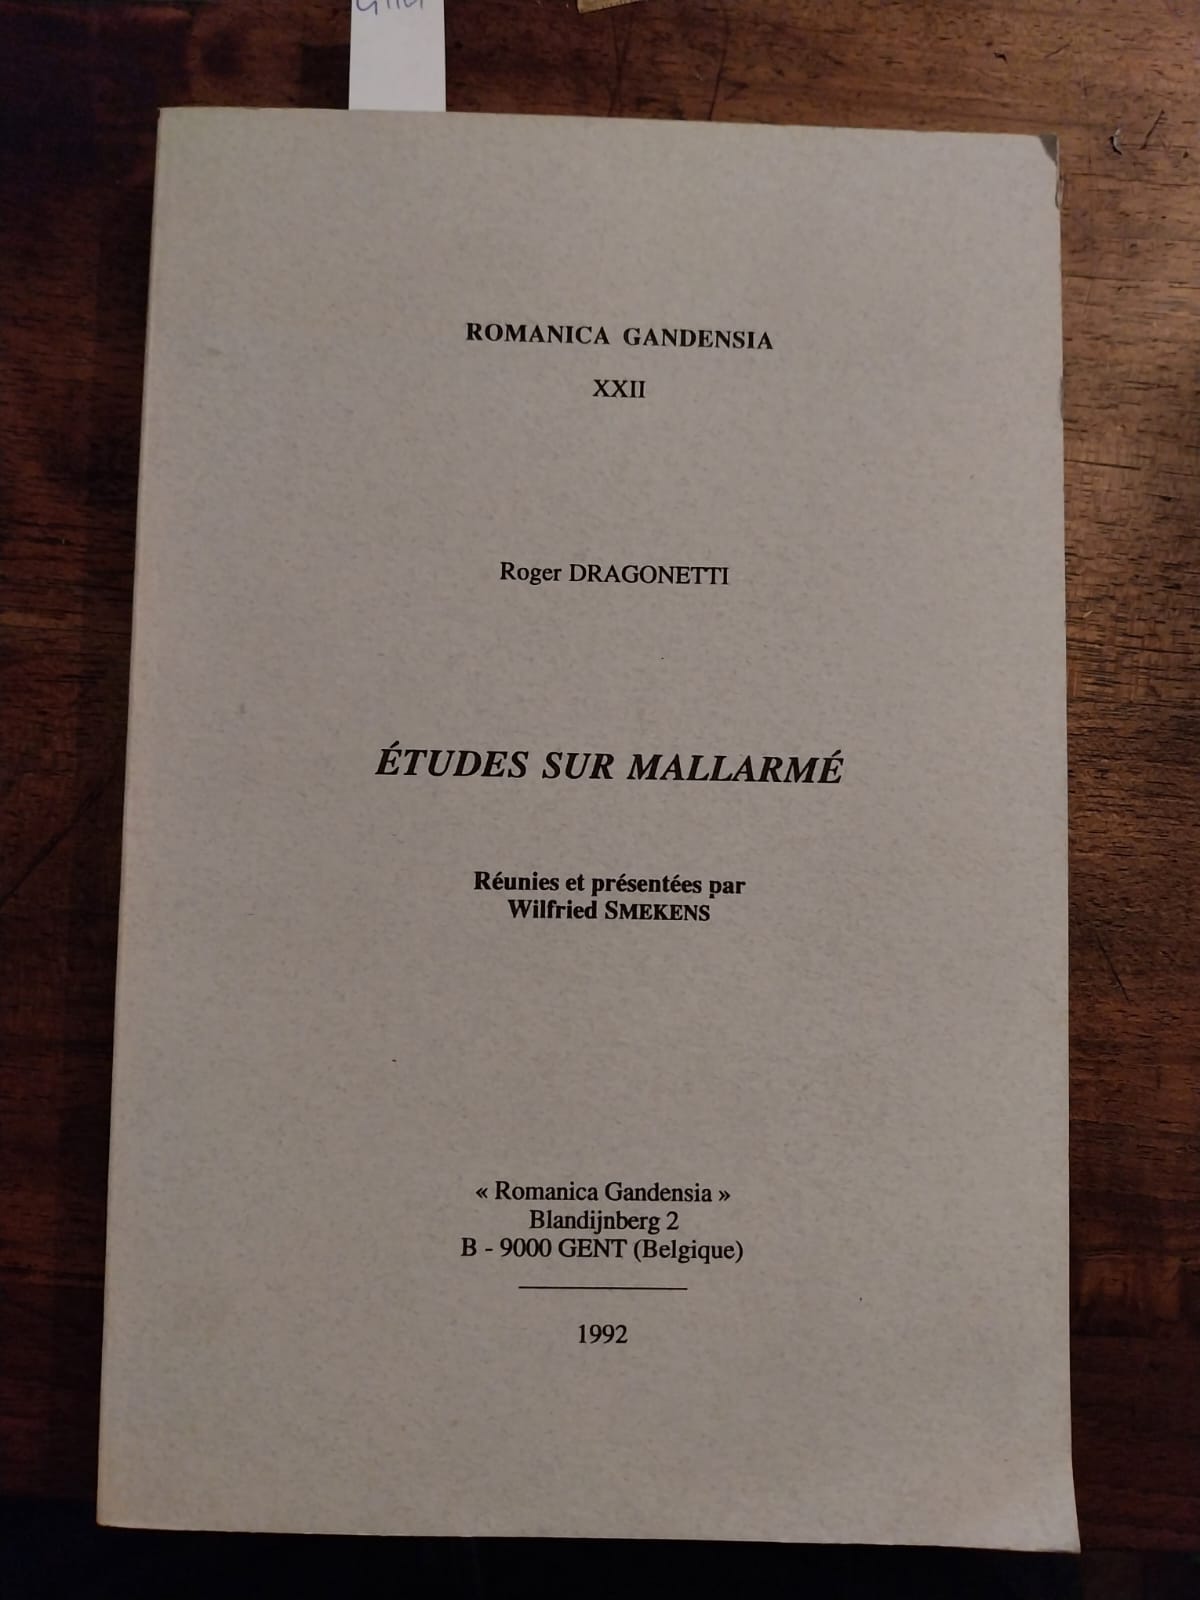 ROMANICA GANDENSIA
XXII
Roger DRAGONETTI
ÉTUDES SUR MALLARMÉ
Réunies et présentées par
Wilfried SMEKENS
« Romanica Gandensia »
Blandijnberg 2
B - 9000 GENT (Belgique)
1992